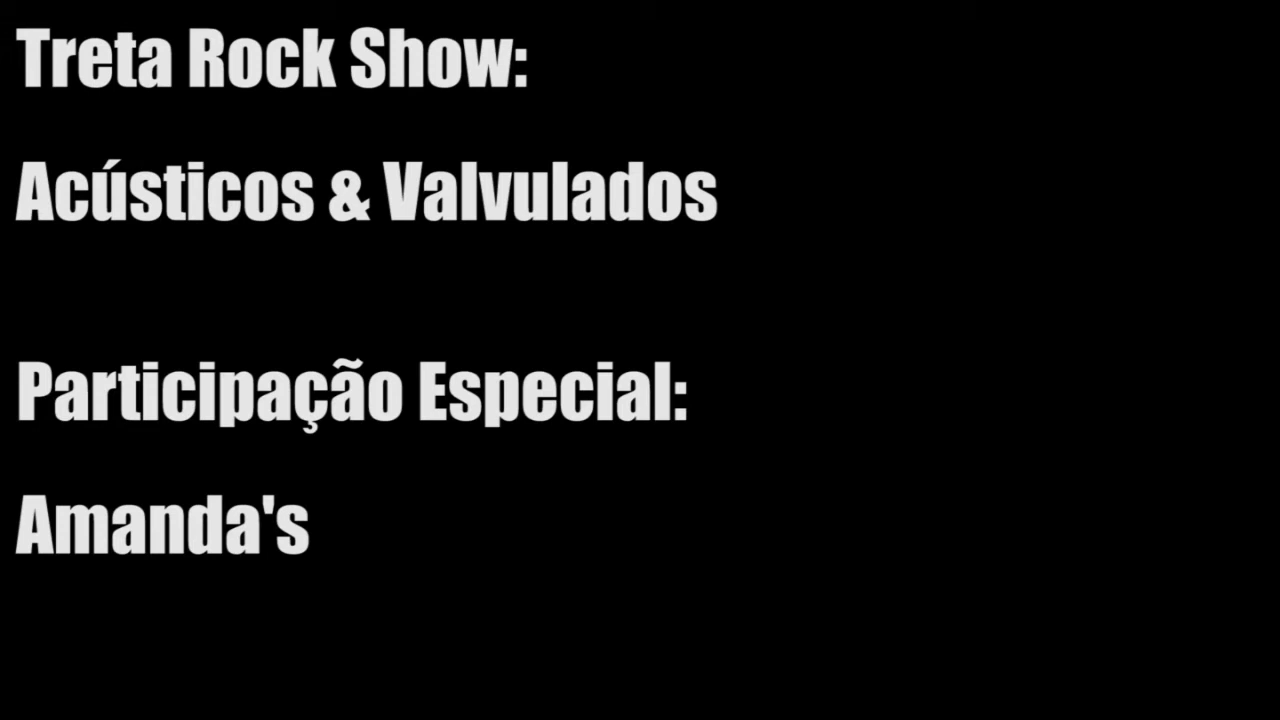 Treta Rock Show:
Acústicos & Valvulados
Participação Especial:
Amanda's